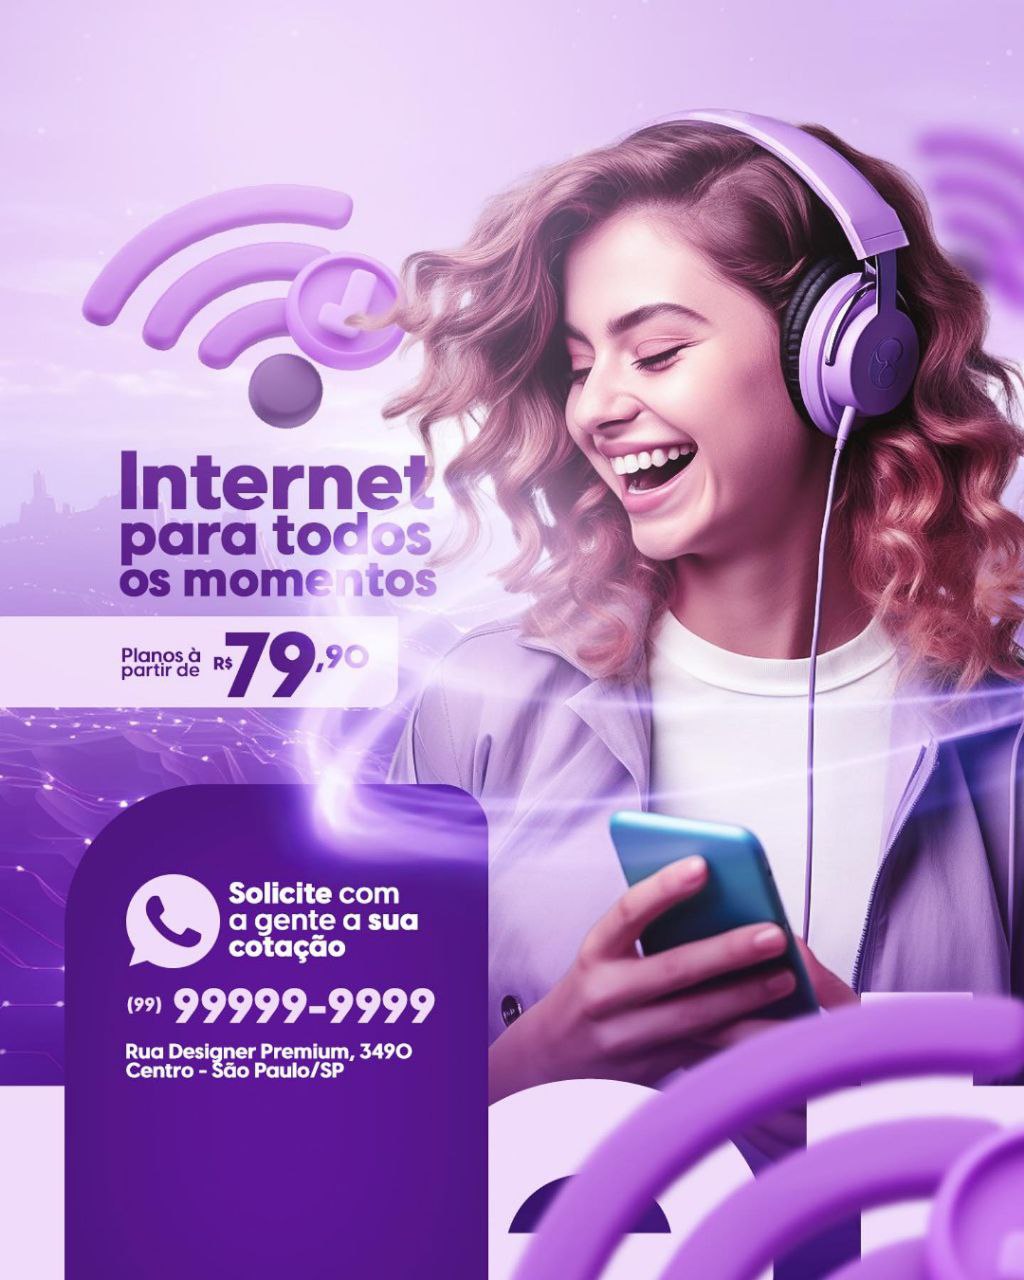 Internet
para todos
os momentos
Planos à
partir de
R$79,90
Solicite com
a gente a sua
cotação
(99) 99999-9999
Rua Designer Premium, 3490
Centro - São Paulo/SP